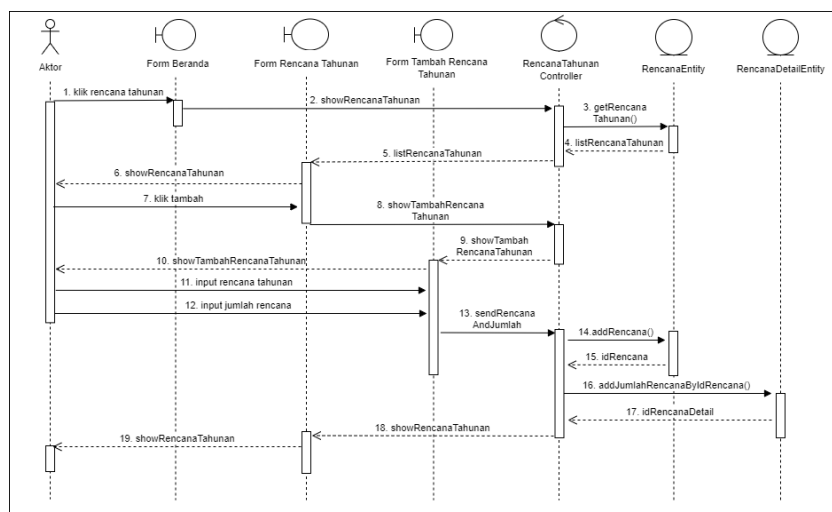 Aktor
Form Beranda
Form Rencana Tahunan
Form Tambah Rencana
Tahunan
RencanaTahunan
Controller
RencanaEntity
RencanaDetailEntity
1. klik rencana tahunan
2. showRencanaTahunan
3. getRencana
Tahunan()
4. listRencanaTahunan
5. listRencanaTahunan
6. showRencanaTahunan
7. klik tambah
8. showTambahRencana
Tahunan
9. showTambah
RencanaTahunan
10. showTambahRencanaTahunan
11. input rencana tahunan
12. input jumlah rencana
13. sendRencana
AndJumlah
14.addRencana()
15. idRencana
16. addJumlahRencanaByIdRencana()
17. idRencanaDetail
18. showRencanaTahunan
19. showRencanaTahunan